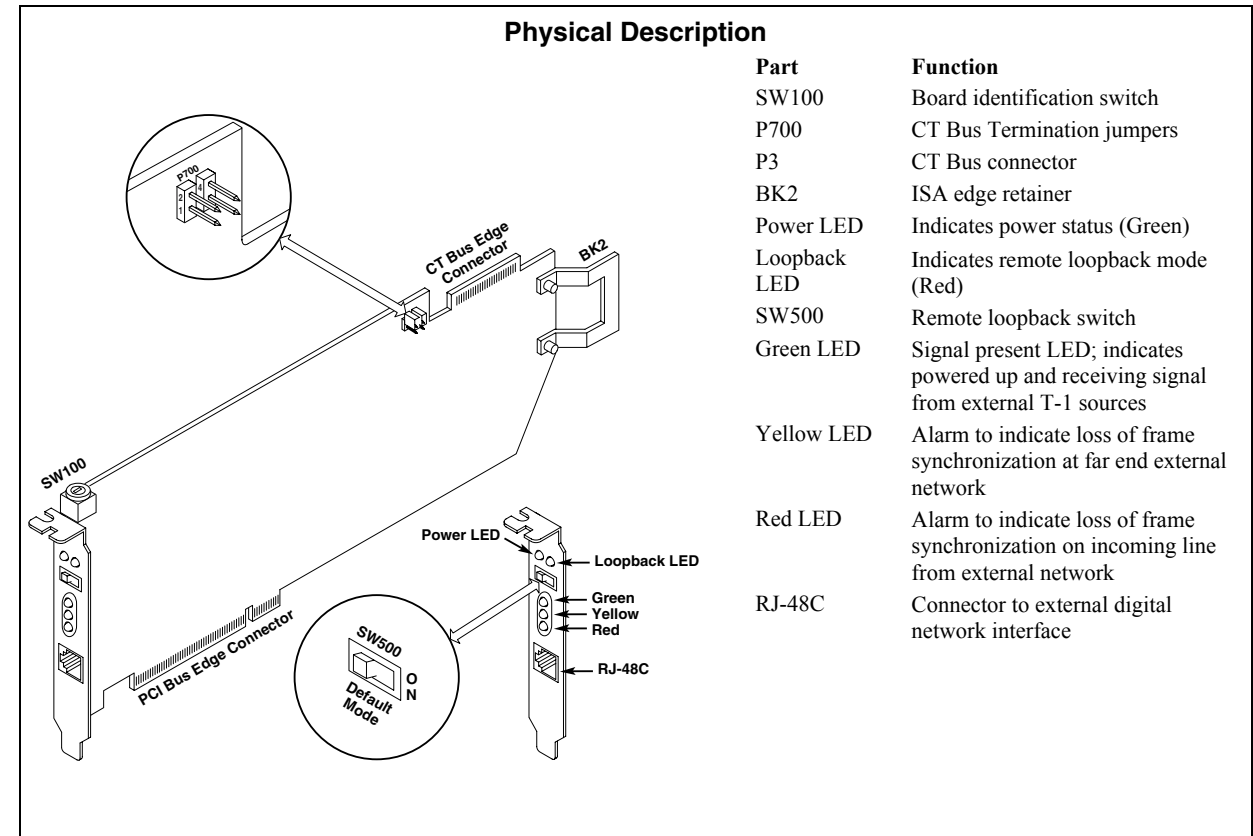 Physical Description
Part Function
SW100 Board identification switch
P700 CT Bus Termination jumpers
P3 CT Bus connector
BK2 ISA edge retainer
Power LED Indicates power status (Green)
Loopback Indicates remote loopback mode
LED (Red)
SW500 Remote loopback switch
Green LED Signal present LED; indicates
powered up and receiving signal
from external T-1 sources
Yellow LED Alarm to indicate loss of frame
synchronization at far end external
network
Red LED Alarm to indicate loss of frame
synchronization on incoming line
from external network
RJ-48C Connector to external digital
network interface
P700
2
1
4
CT Bus Edge
Connector
BK2
SW100
Power LED
Loopback LED
Green
Yellow
Red
RJ-48C
PCI Bus Edge Connector
SW500
O
N
Default
Mode